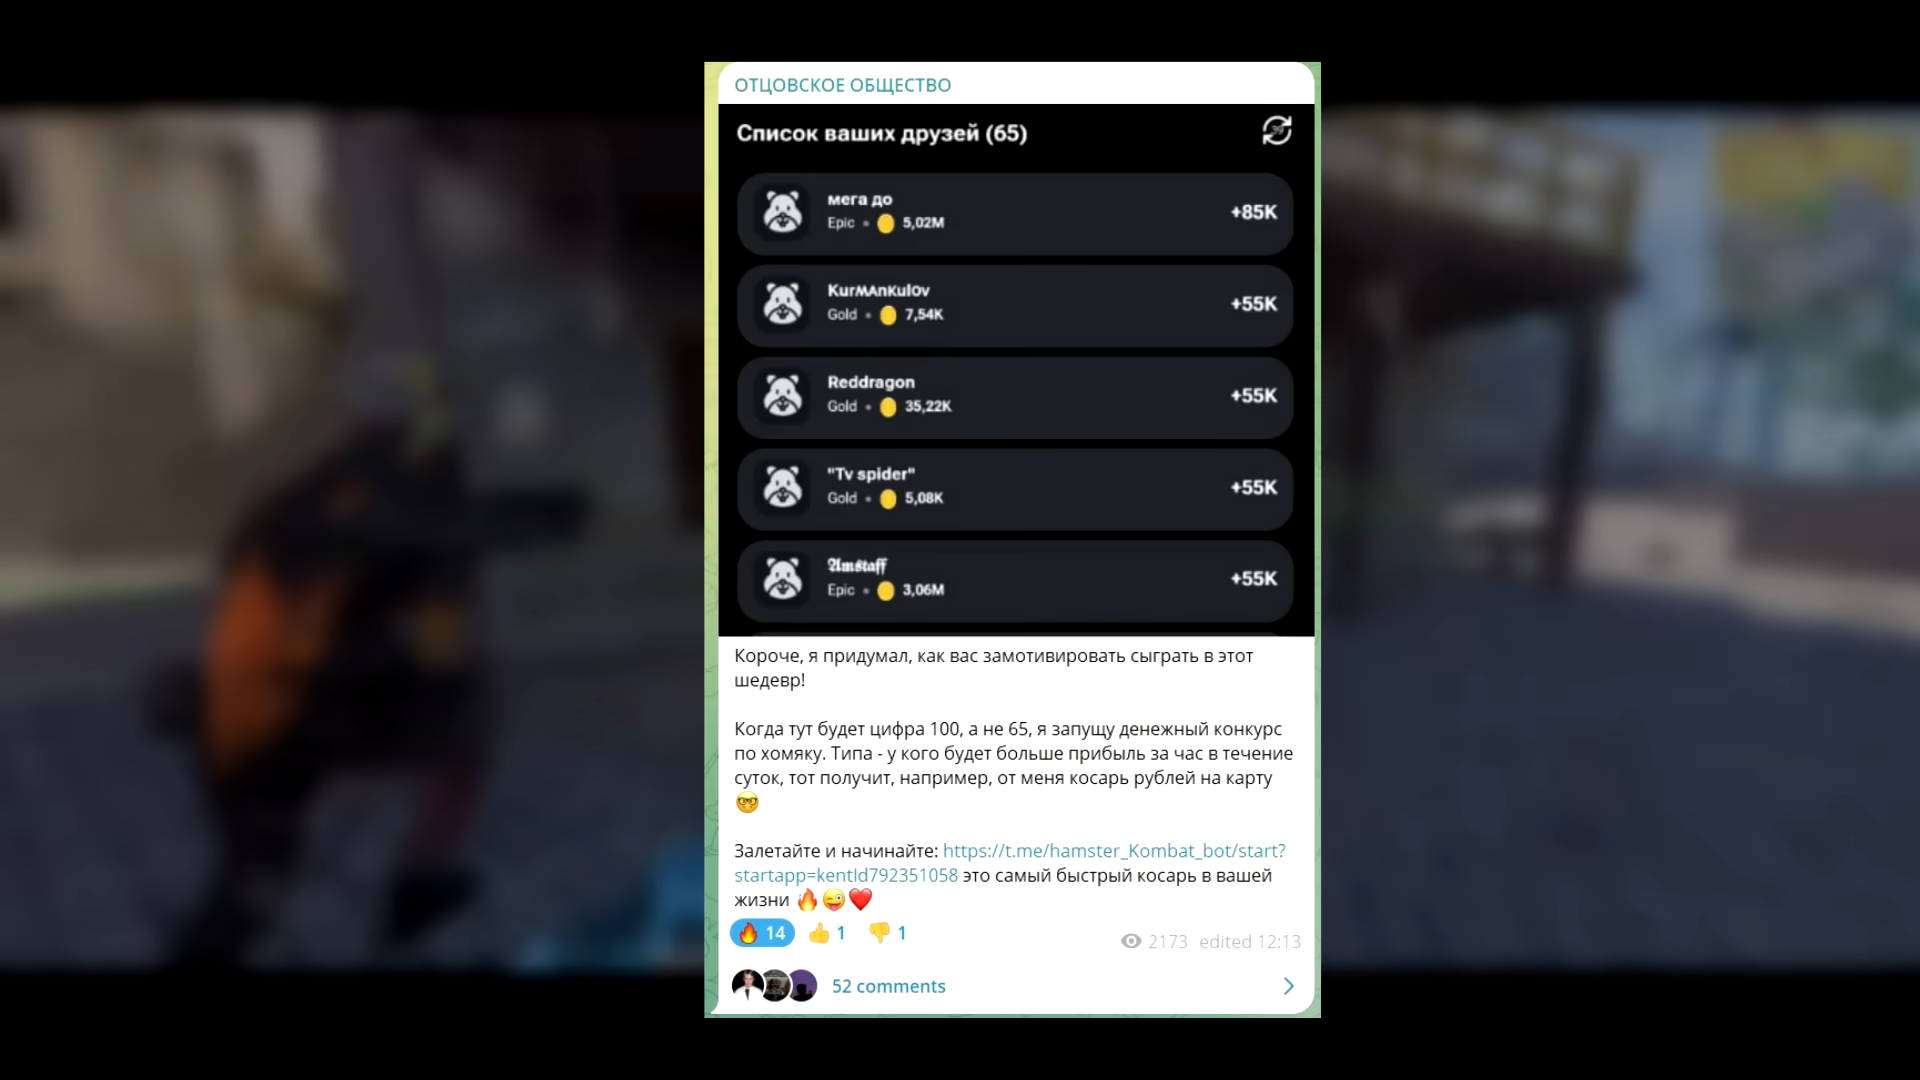 ОТЦОВСКОЕ ОБЩЕСТВО
Список ваших друзей (65)
мега до
Epic • 5,02M
+85K
KurмAnкul0v
Gold • 7,54K
+55K
Reddragon
Gold • 35,22K
+55K
"Tv spider"
Gold • 5,08K
+55K
𝕬𝖒𝖘𝖙𝖆𝖋𝖋
Epic • 3,06M
+55K
Короче, я придумал, как вас замотивировать сыграть в этот
шедевр!
Когда тут будет цифра 100, а не 65, я запущу денежный конкурс
по хомяку. Типа - у кого будет больше прибыль за час в течение
суток, тот получит, например, от меня косарь рублей на карту
🤓
Залетайте и начинайте: https://t.me/hamster_Kombat_bot/start?
startapp=kentId792351058 это самый быстрый косарь в вашей
жизни 🔥😜❤️
🔥 14 👍 1 👎 1
2173 edited 12:13
52 comments